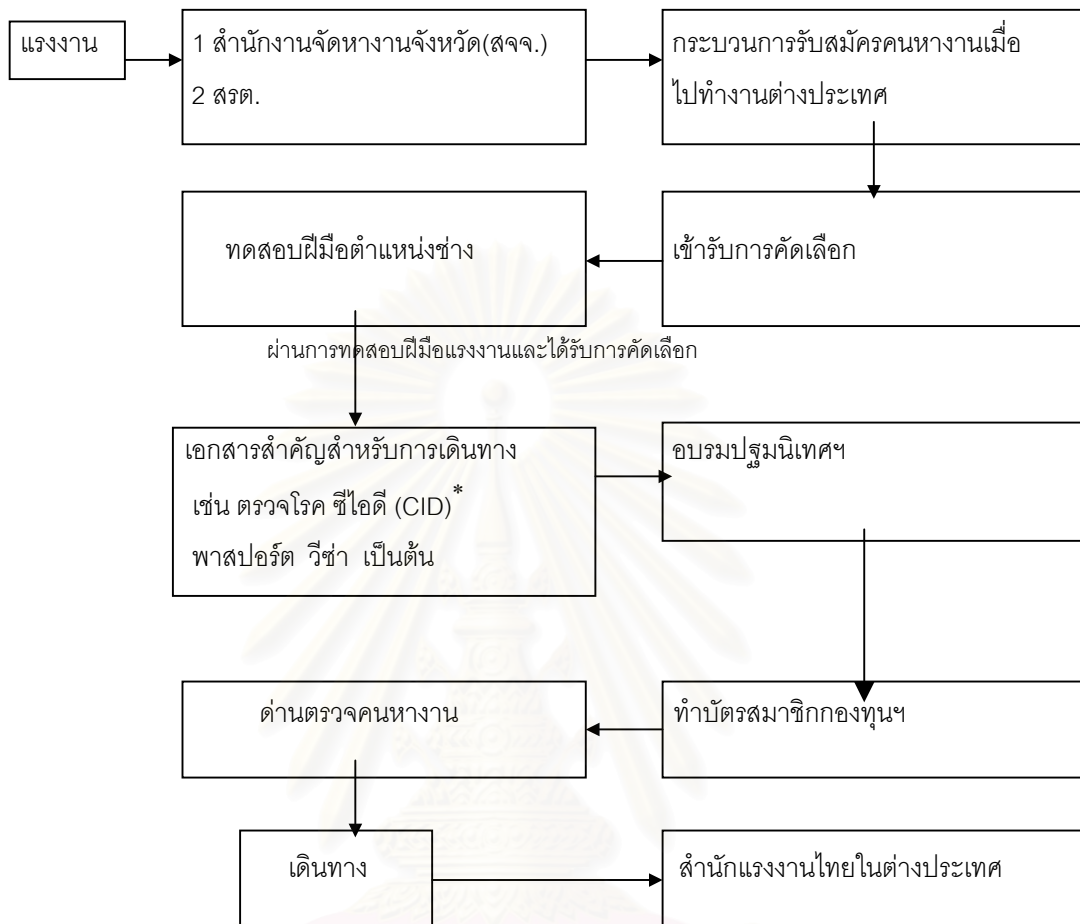 แรงงาน
1 สำนักงานจัดหางานจังหวัด(สจจ.)
2 สรต.
กระบวนการรับสมัครคนหางานเมื่อ
ไปทำงานต่างประเทศ
เข้ารับการคัดเลือก
ทดสอบฝีมือตำแหน่งช่าง
ผ่านการทดสอบฝีมือแรงงานและได้รับการคัดเลือก
เอกสารสำคัญสำหรับการเดินทาง
เช่น ตรวจโรค ซีไอดี (CID)*
พาสปอร์ต วีซ่า เป็นต้น
อบรมปฐมนิเทศฯ
ทำบัตรสมาชิกกองทุนฯ
ด่านตรวจคนหางาน
เดินทาง
สำนักแรงงานไทยในต่างประเทศ